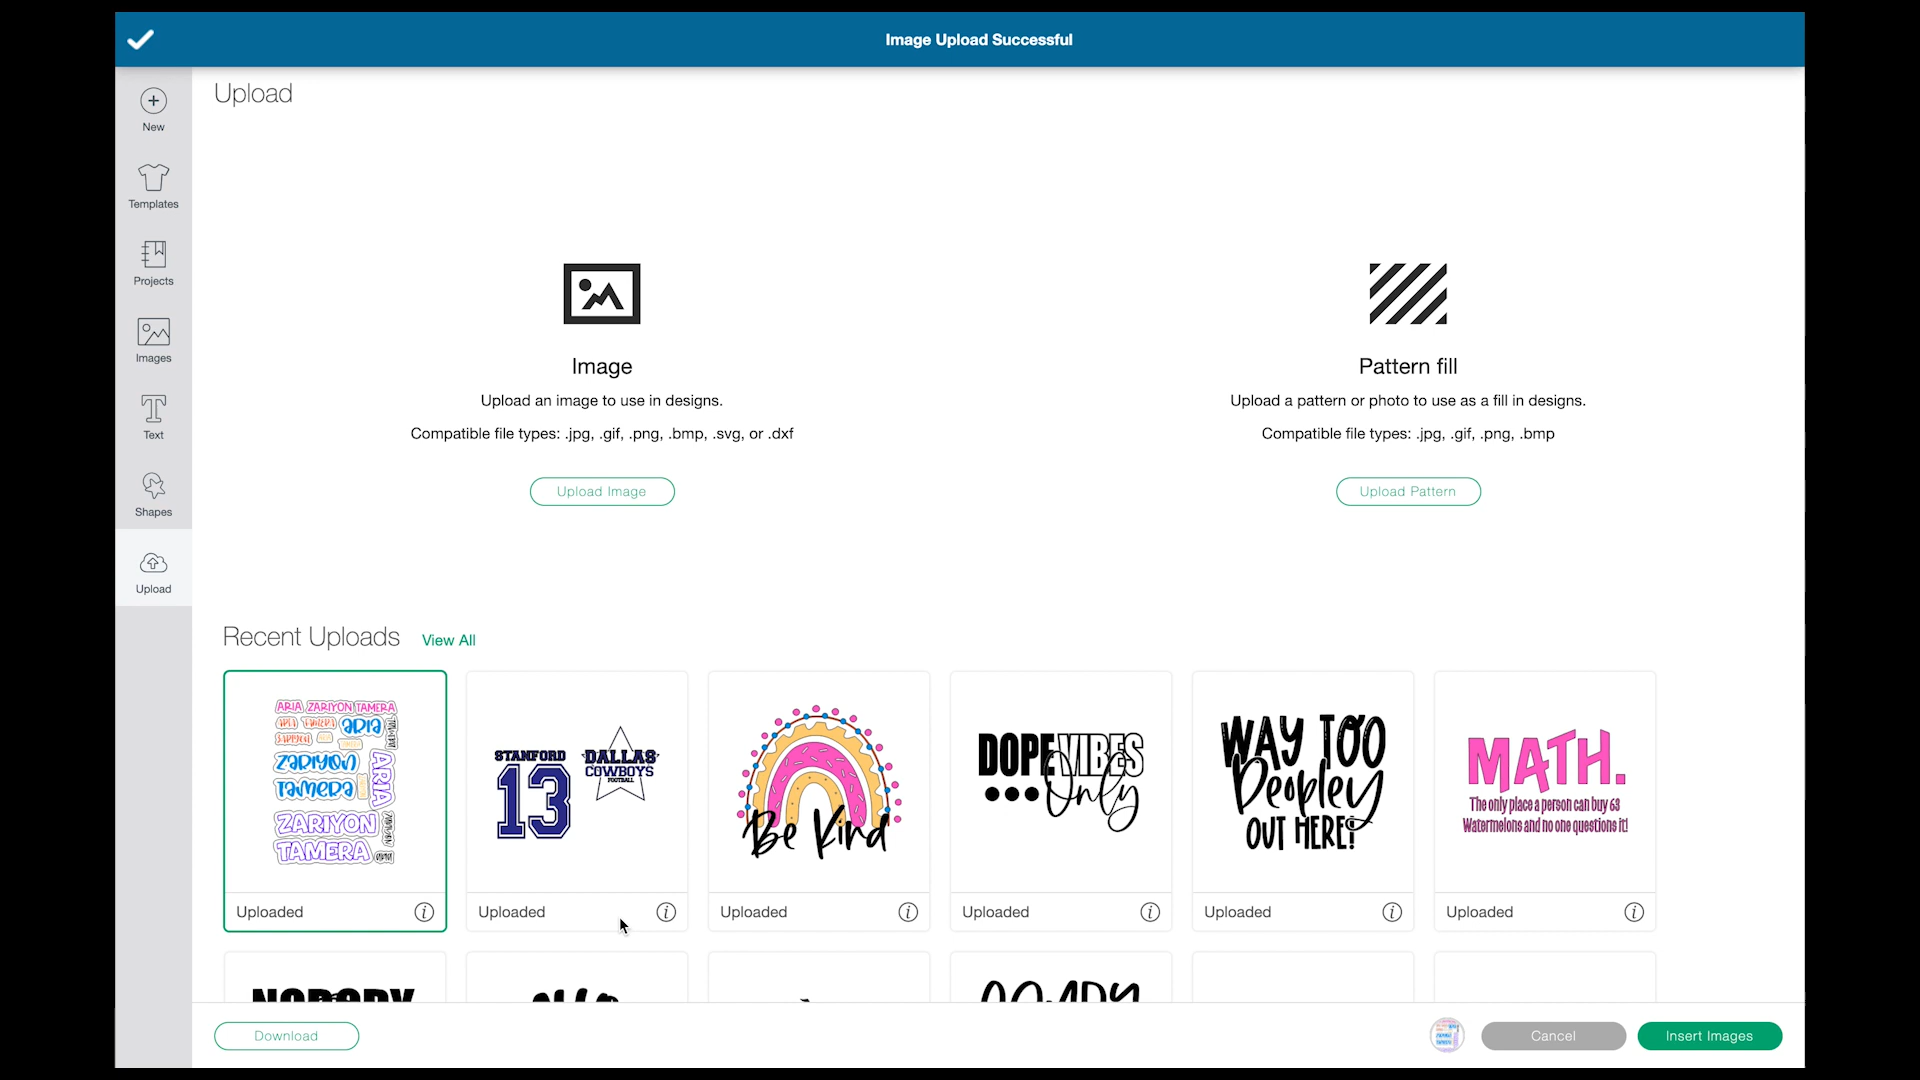 Image Upload Successful
New
Templates
Projects
Images
Text
Shapes
Upload
Upload
Image
Upload an image to use in designs.
Compatible file types: .jpg, .gif, .png, .bmp, .svg, or .dxf
Upload Image
Pattern fill
Upload a pattern or photo to use as a fill in designs.
Compatible file types: .jpg, .gif, .png, .bmp
Upload Pattern
Recent Uploads View All
ARIA ZARIYON TAMERA
ARIA
ZARIYON
TAMERA
ARIA
ZARIYON
TAMERA
Uploaded
STANFORD
13
DALLAS
COWBOYS
FOOTBALL
Uploaded
Be Kind
Uploaded
DOPE VIBES
Only
Uploaded
WAY TOO
Peopley
OUT HERE!
Uploaded
MATH.
The only place a person can buy 63
Watermelons and no one questions it!
Uploaded
NOBODY
Download
Cancel
Insert Images